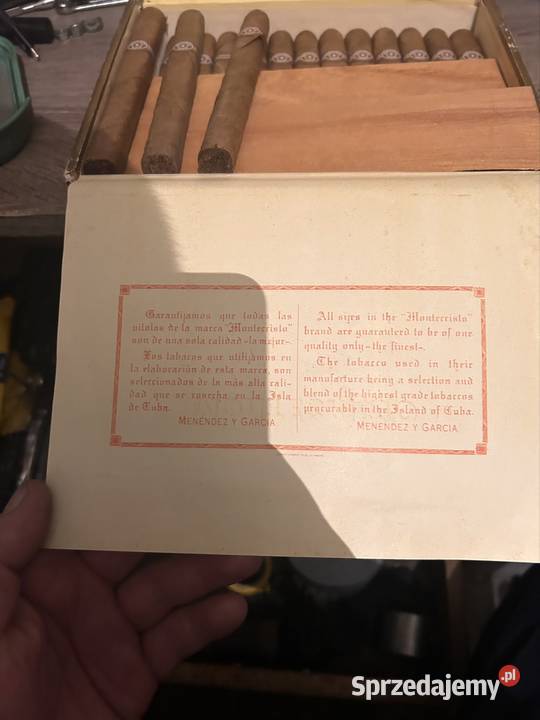 Garantizamos que todas las
vitolas de la marca "Montecristo"
son de una sola calidad -la mejor-.
Los tabacos que utilizamos en
la elaboración de esta marca, son
seleccionados de la más alta cali-
dad que se cosecha en la Isla
de Cuba.
MENENDEZ Y GARCIA
All sizes in the "Montecristo"
brand are guaranteed to be of one
quality only -the finest-.
The tobacco used in their
manufacture being a selection and
blend of the highest grade tobaccos
procurable in the Island of Cuba.
MENENDEZ Y GARCIA.
Sprzedajemy.pl